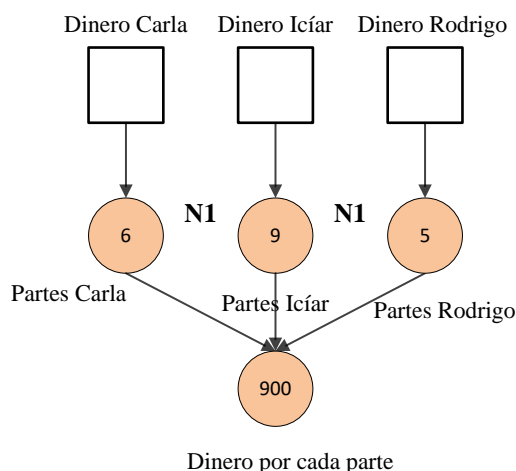 Dinero Carla Dinero Icíar Dinero Rodrigo
N1 N1
6 9 5
Partes Carla Partes Icíar Partes Rodrigo
900
Dinero por cada parte